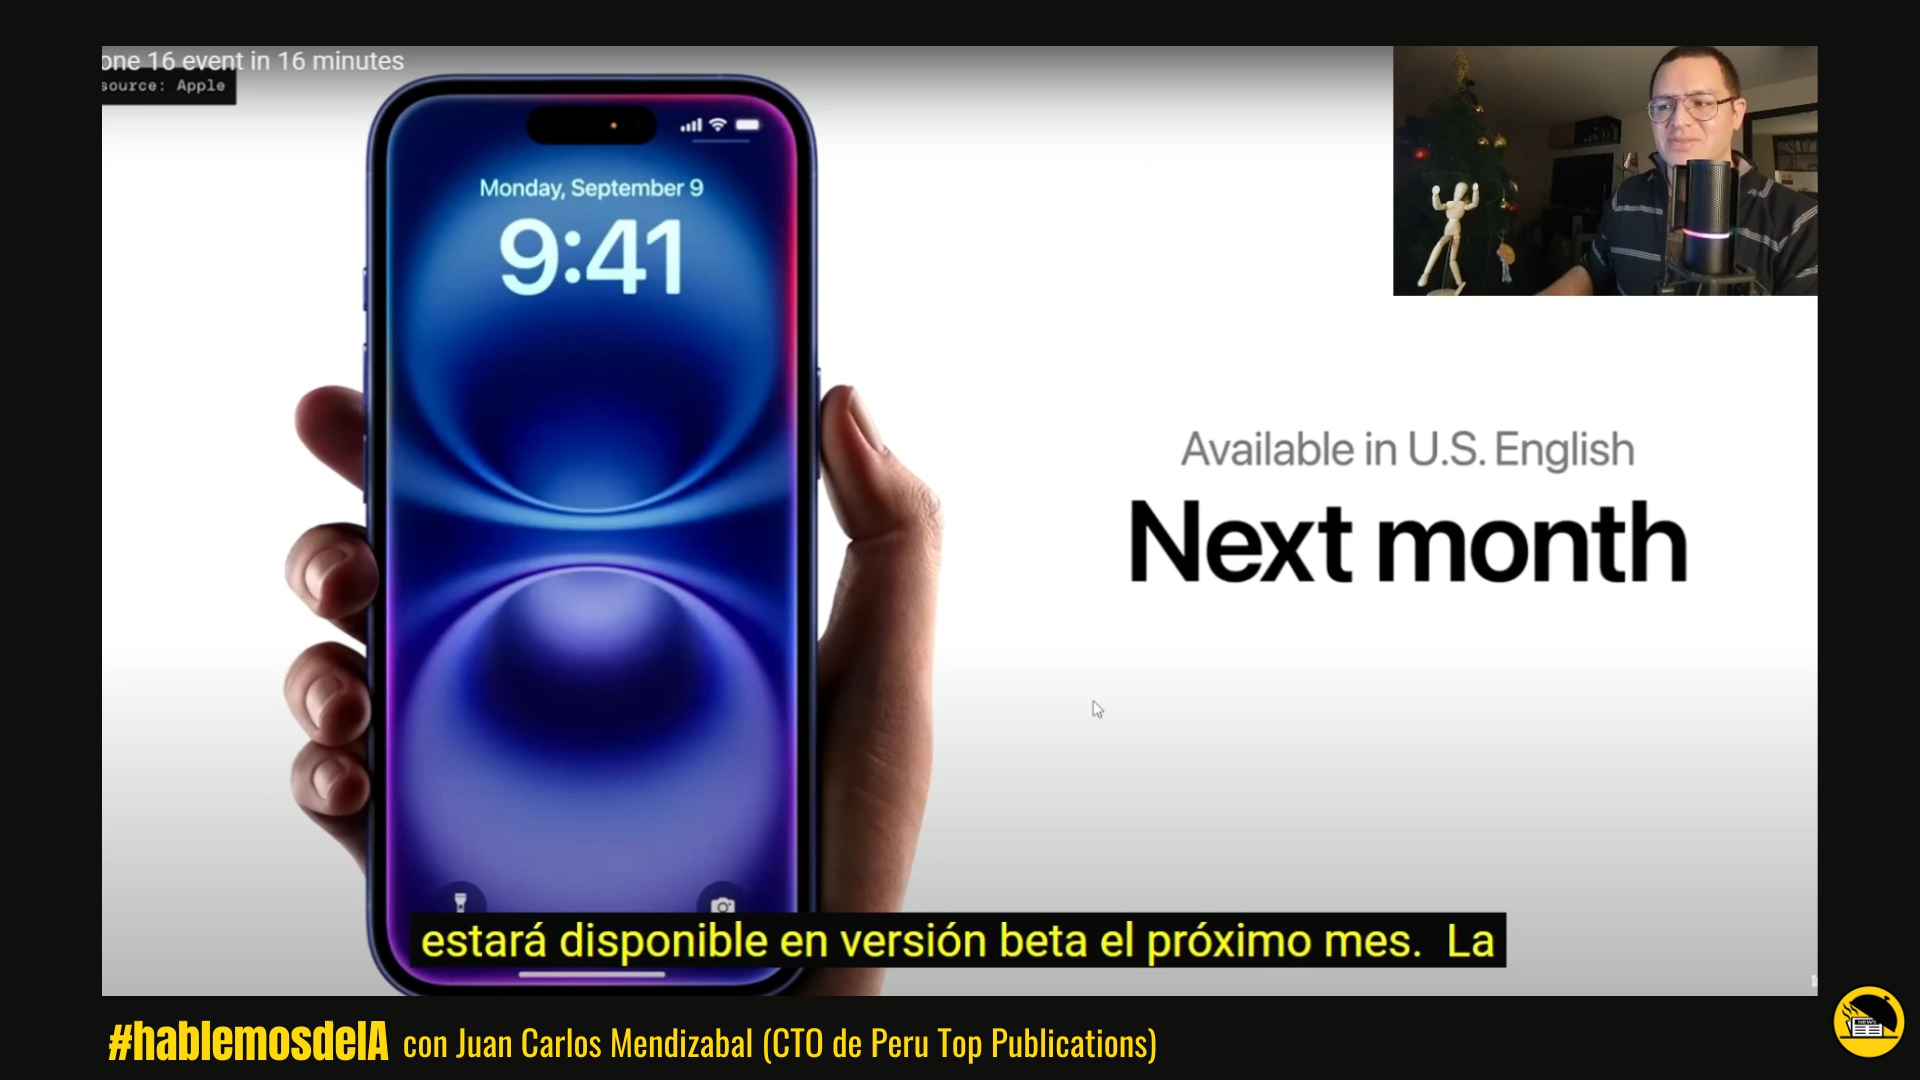 one 16 event in 16 minutes
source: Apple
Monday, September 9
9:41
Available in U.S. English
Next month
estará disponible en versión beta el próximo mes. La
#hablemosdeIA con Juan Carlos Mendizabal (CTO de Peru Top Publications)
NEWS